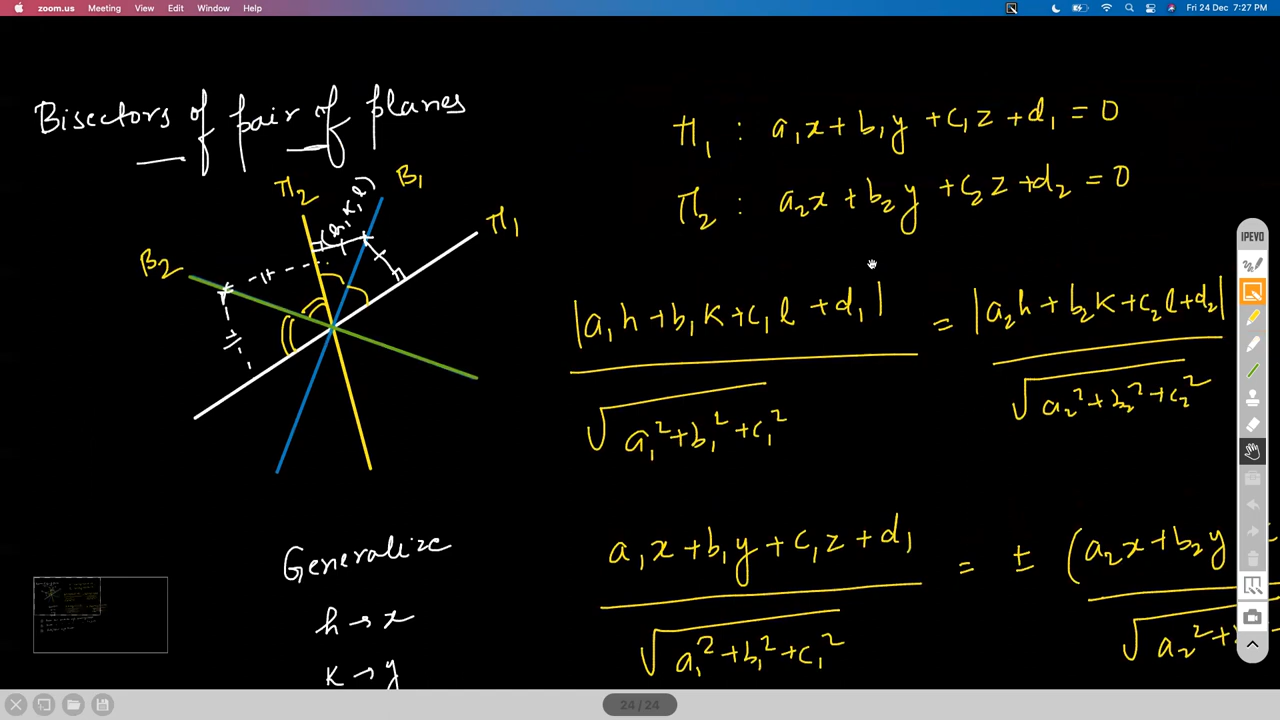 zoom.us Meeting View Edit Window Help Fri 24 Dec 7:27 PM
Bisectors of pair of planes
π₁ : a₁x + b₁y + c₁z + d₁ = 0
π₂ : a₂x + b₂y + c₂z + d₂ = 0
π₂ (h, k, l) B₁
π₁
B₂
|a₁h + b₁k + c₁l + d₁| / √(a₁² + b₁² + c₁²) = |a₂h + b₂k + c₂l + d₂| / √(a₂² + b₂² + c₂²)
Generalize
h → x
k → y
a₁x + b₁y + c₁z + d₁ / √(a₁² + b₁² + c₁²) = ± (a₂x + b₂y / √a₂² +
IPEVO
24 / 24